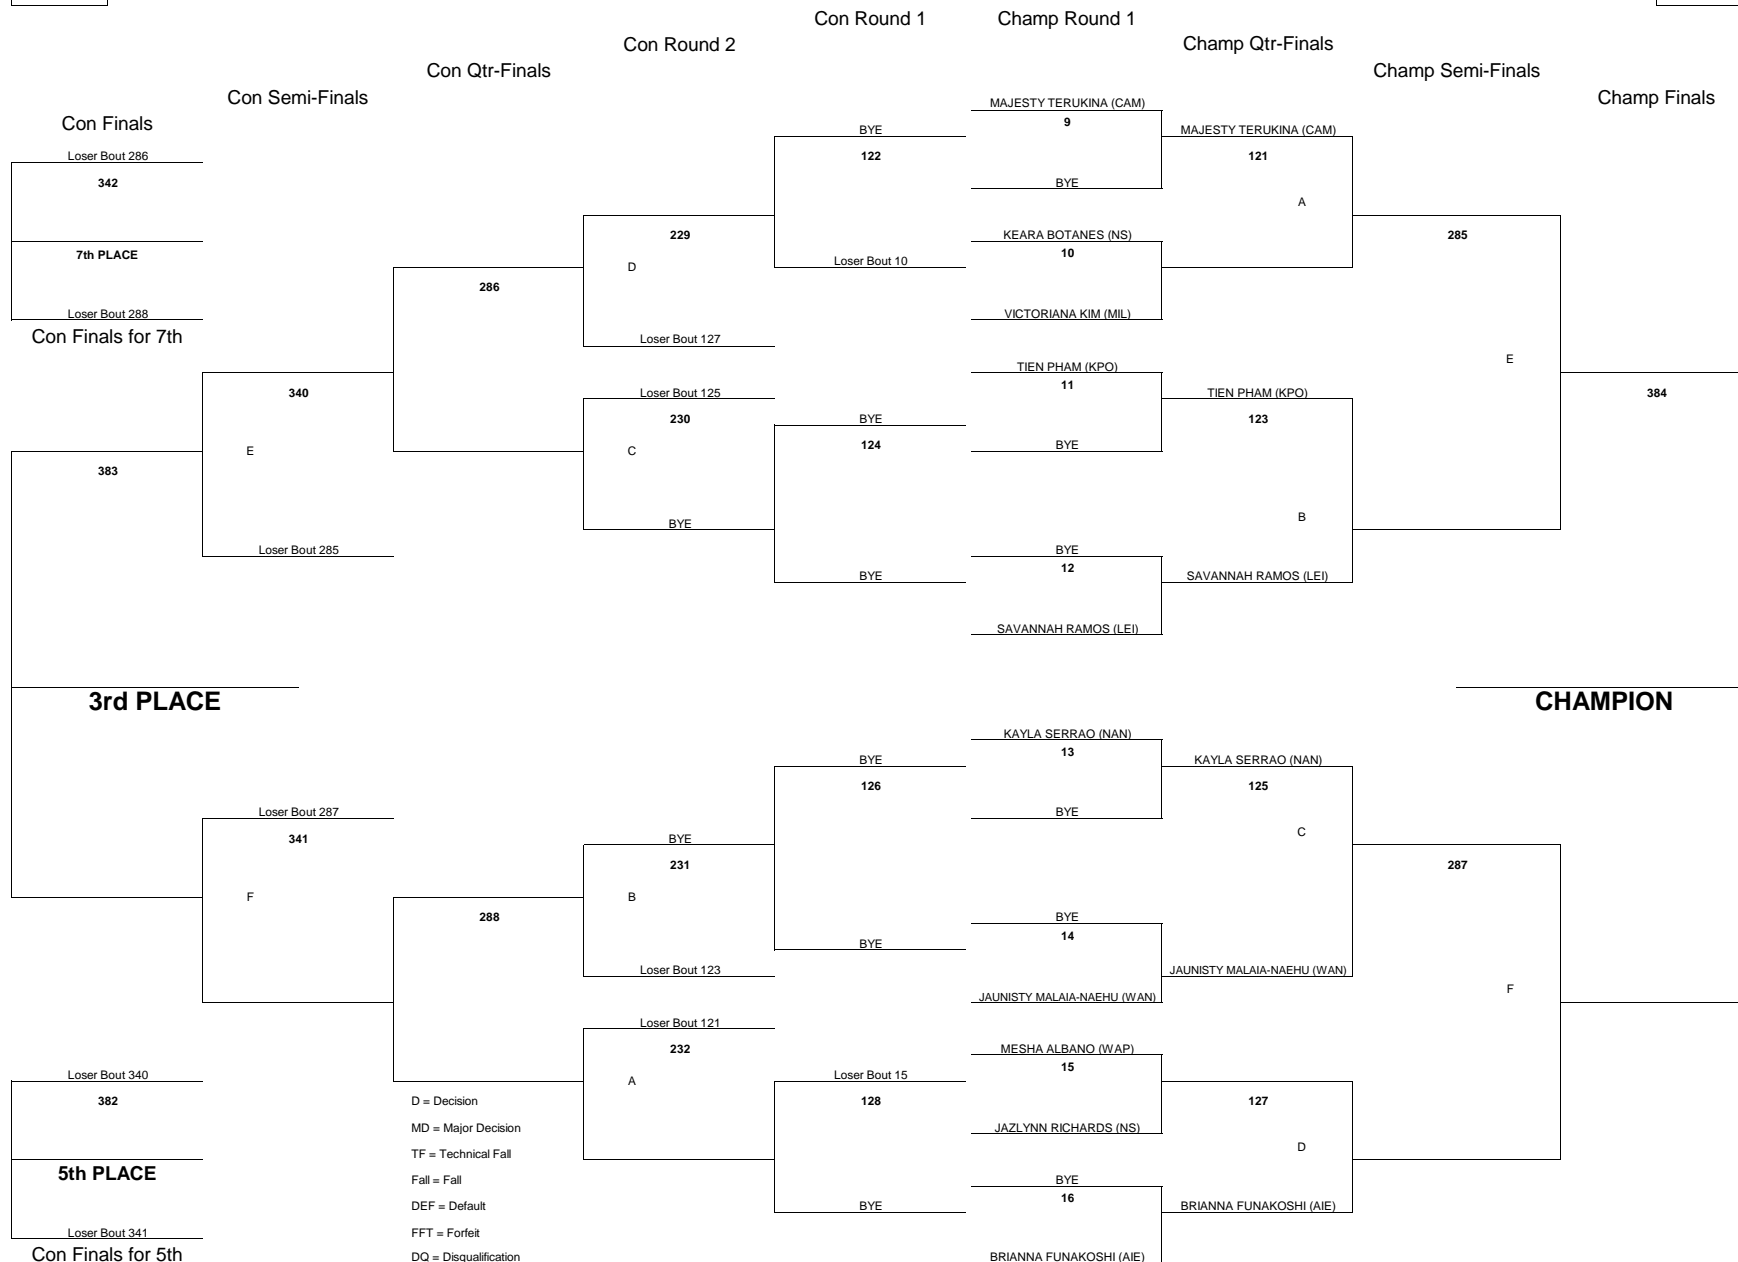 Con Round 1
Champ Round 1
Con Round 2
Champ Qtr-Finals
Con Qtr-Finals
Champ Semi-Finals
Con Semi-Finals
Champ Finals
Con Finals
MAJESTY TERUKINA (CAM)
9
BYE
MAJESTY TERUKINA (CAM)
Loser Bout 286
122
121
342
BYE
A
229
KEARA BOTANES (NS)
285
7th PLACE
10
D
Loser Bout 10
286
Loser Bout 288
VICTORIANA KIM (MIL)
Con Finals for 7th
Loser Bout 127
E
TIEN PHAM (KPO)
11
340
Loser Bout 125
TIEN PHAM (KPO)
384
230
BYE
123
124
BYE
E
C
383
B
BYE
Loser Bout 285
BYE
12
BYE
SAVANNAH RAMOS (LEI)
SAVANNAH RAMOS (LEI)
3rd PLACE
CHAMPION
KAYLA SERRAO (NAN)
13
BYE
KAYLA SERRAO (NAN)
126
125
Loser Bout 287
BYE
C
341
BYE
231
287
F
B
288
BYE
14
BYE
Loser Bout 123
JAUNISTY MALAIA-NAEHU (WAN)
F
JAUNISTY MALAIA-NAEHU (WAN)
Loser Bout 121
232
MESHA ALBANO (WAP)
15
Loser Bout 340
A
Loser Bout 15
382
D = Decision
128
127
MD = Major Decision
JAZLYNN RICHARDS (NS)
D
TF = Technical Fall
5th PLACE
Fall = Fall
BYE
16
DEF = Default
BYE
BRIANNA FUNAKOSHI (AIE)
Loser Bout 341
FFT = Forfeit
Con Finals for 5th
DQ = Disqualification
BRIANNA FUNAKOSHI (AIE)